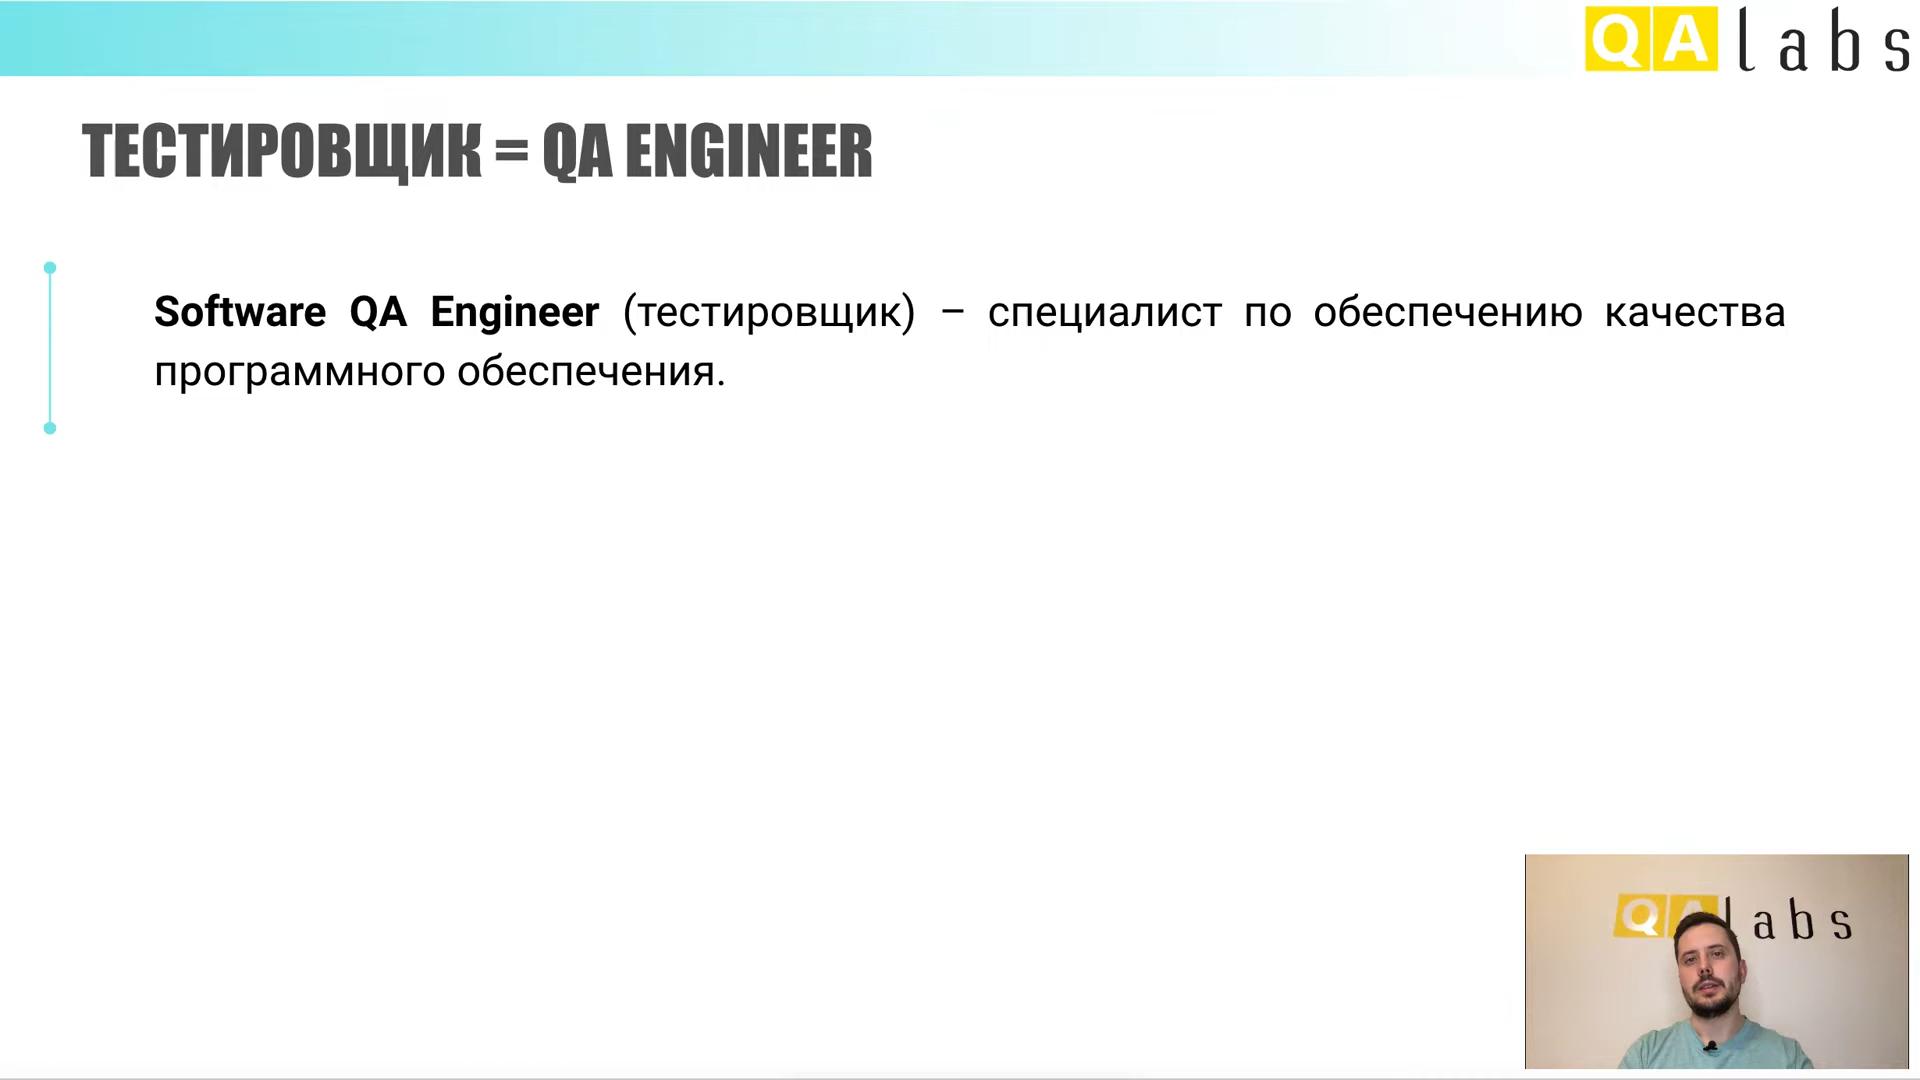 QA labs
ТЕСТИРОВЩИК = QA ENGINEER
Software QA Engineer (тестировщик) – специалист по обеспечению качества
программного обеспечения.
QA labs